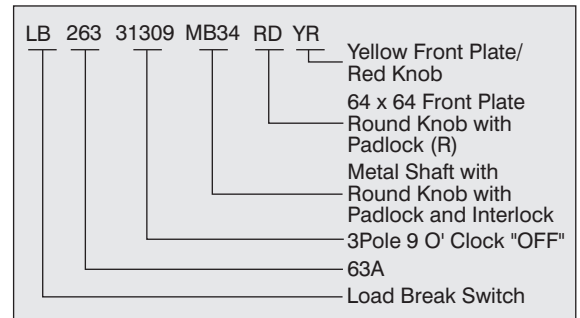 LB 263 31309 MB34 RD YR
Yellow Front Plate/
Red Knob
64 x 64 Front Plate
Round Knob with
Padlock (R)
Metal Shaft with
Round Knob with
Padlock and Interlock
3Pole 9 O' Clock "OFF"
63A
Load Break Switch